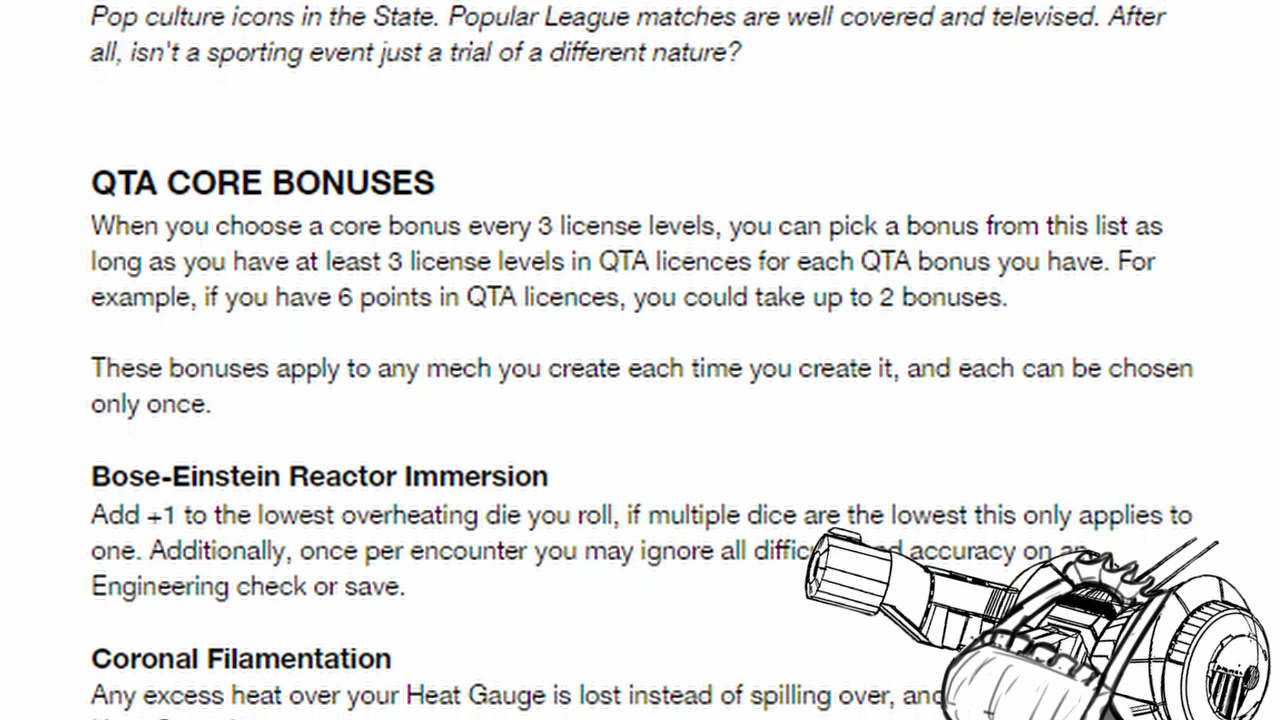 Pop culture icons in the State. Popular League matches are well covered and televised. After
all, isn't a sporting event just a trial of a different nature?
QTA CORE BONUSES
When you choose a core bonus every 3 license levels, you can pick a bonus from this list as
long as you have at least 3 license levels in QTA licences for each QTA bonus you have. For
example, if you have 6 points in QTA licences, you could take up to 2 bonuses.
These bonuses apply to any mech you create each time you create it, and each can be chosen
only once.
Bose-Einstein Reactor Immersion
Add +1 to the lowest overheating die you roll, if multiple dice are the lowest this only applies to
one. Additionally, once per encounter you may ignore all accuracy on an
Engineering check or save.
Coronal Filamentation
Any excess heat over your Heat Gauge is lost instead of spilling over, and